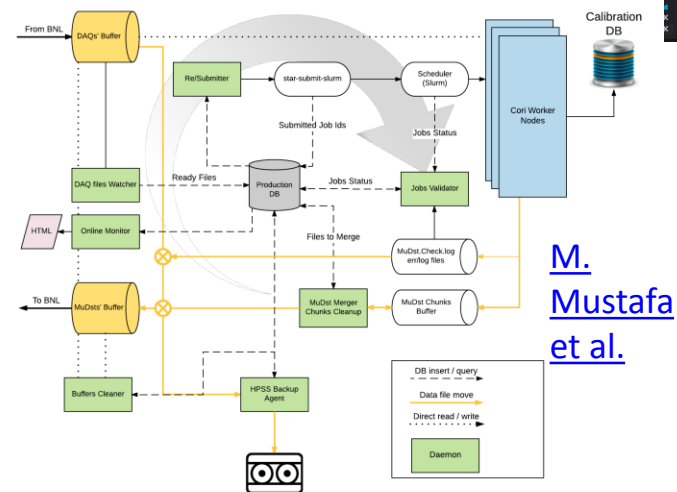 From BNL
DAQs' Buffer
Calibration
DB
Re/Submitter
star-submit-slurm
Scheduler
(Slurm)
Cori Worker
Nodes
Submitted Job Ids
Jobs Status
DAQ files Watcher
Ready Files
Production
DB
Jobs Status
Jobs Validator
HTML
Online Monitor
Files to Merge
MuDst.Check.log
err/log files
To BNL
MuDsts' Buffer
MuDst Merger
Chunks Cleanup
MuDst Chunks
Buffer
M.
Mustafa
et al.
Buffers Cleaner
HPSS Backup
Agent
DB insert / query
Data file move
Direct read / write
Daemon